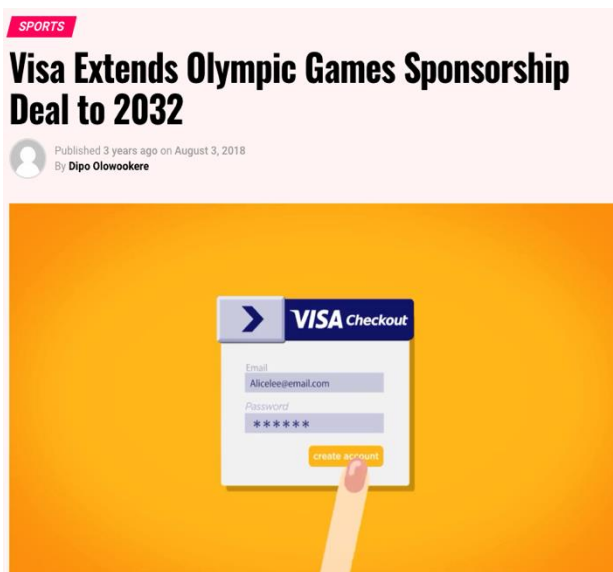 SPORTS
Visa Extends Olympic Games Sponsorship
Deal to 2032
Published 3 years ago on August 3, 2018
By Dipo Olowookere
VISA Checkout
Email
Alicelee@email.com
Password
******
create account